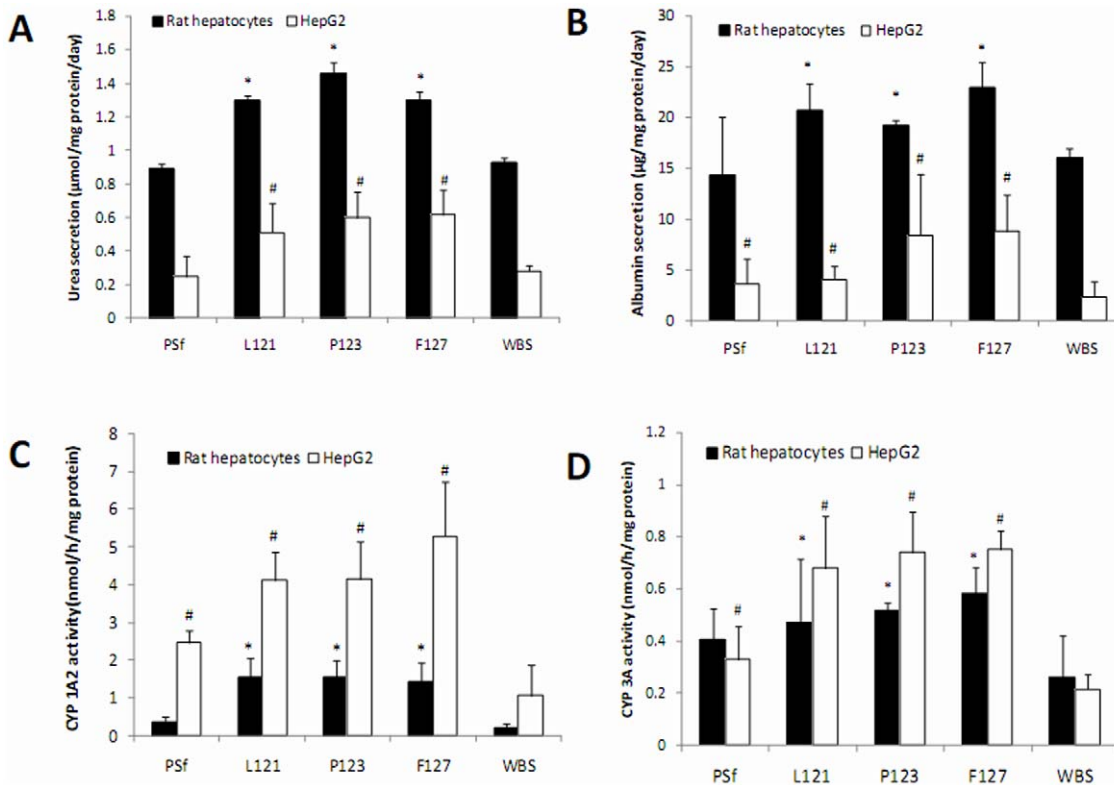 A
Rat hepatocytes HepG2
Urea secretion (µmol/mg protein/day)
1.8
1.6
1.4
1.2
1
0.8
0.6
0.4
0.2
0
* * *
# # #
PSf L121 P123 F127 WBS
B
Rat hepatocytes HepG2
Albumin secretion (µg/mg protein/day)
30
25
20
15
10
5
0
* * *
# # # #
PSf L121 P123 F127 WBS
C
Rat hepatocytes HepG2
CYP 1A2 activity(nmol/h/mg protein)
8
7
6
5
4
3
2
1
0
# # # #
* * *
PSf L121 P123 F127 WBS
D
Rat hepatocytes HepG2
CYP 3A activity (nmol/h/mg protein)
1.2
1
0.8
0.6
0.4
0.2
0
# # # #
* * *
PSf L121 P123 F127 WBS